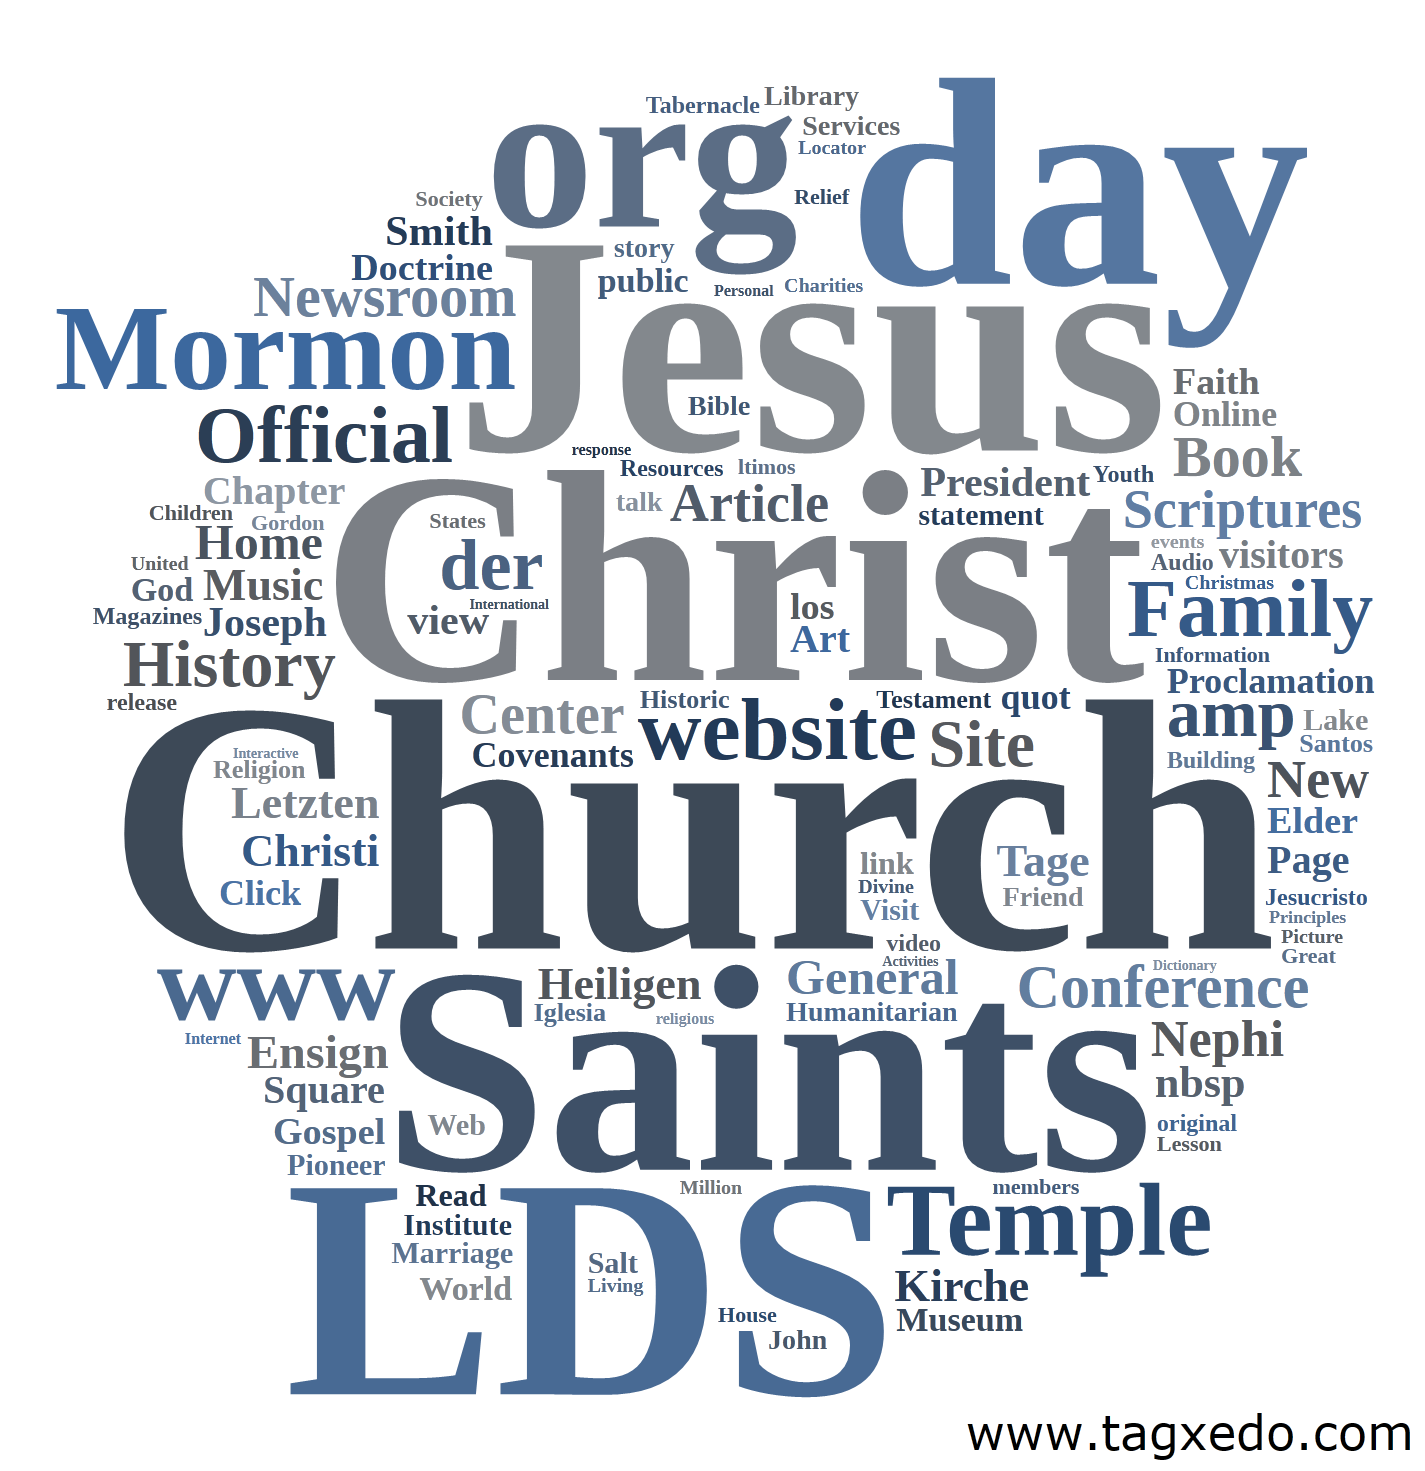 Tabernacle
Library
Services
Locator
org
day
Relief
Society
Smith
Doctrine
Newsroom
story
public
Personal
Charities
Jesus
Mormon
Official
Bible
Faith
Online
Book
response
Resources
ltimos
talk
Article
President
Youth
statement
Scriptures
Chapter
Children
Gordon
Home
States
der
International
view
Christ
los
Art
events
Audio
visitors
Christmas
Family
United
God
Music
Magazines
Joseph
History
release
Information
Proclamation
amp
Lake
Santos
Building
Center
Historic
Testament
quot
Covenants
website
Site
New
Elder
Page
Church
Interactive
Religion
Letzten
Christi
Click
link
Divine
Visit
Tage
Friend
video
Activities
Jesucristo
Principles
Picture
Great
www
Heiligen
Iglesia
religious
General
Humanitarian
Conference
Dictionary
Internet
Ensign
Square
Gospel
Pioneer
Saints
Web
Nephi
nbsp
original
Lesson
Million
members
LDS
Read
Institute
Marriage
World
Salt
Living
House
John
Temple
Kirche
Museum
www.tagxedo.com